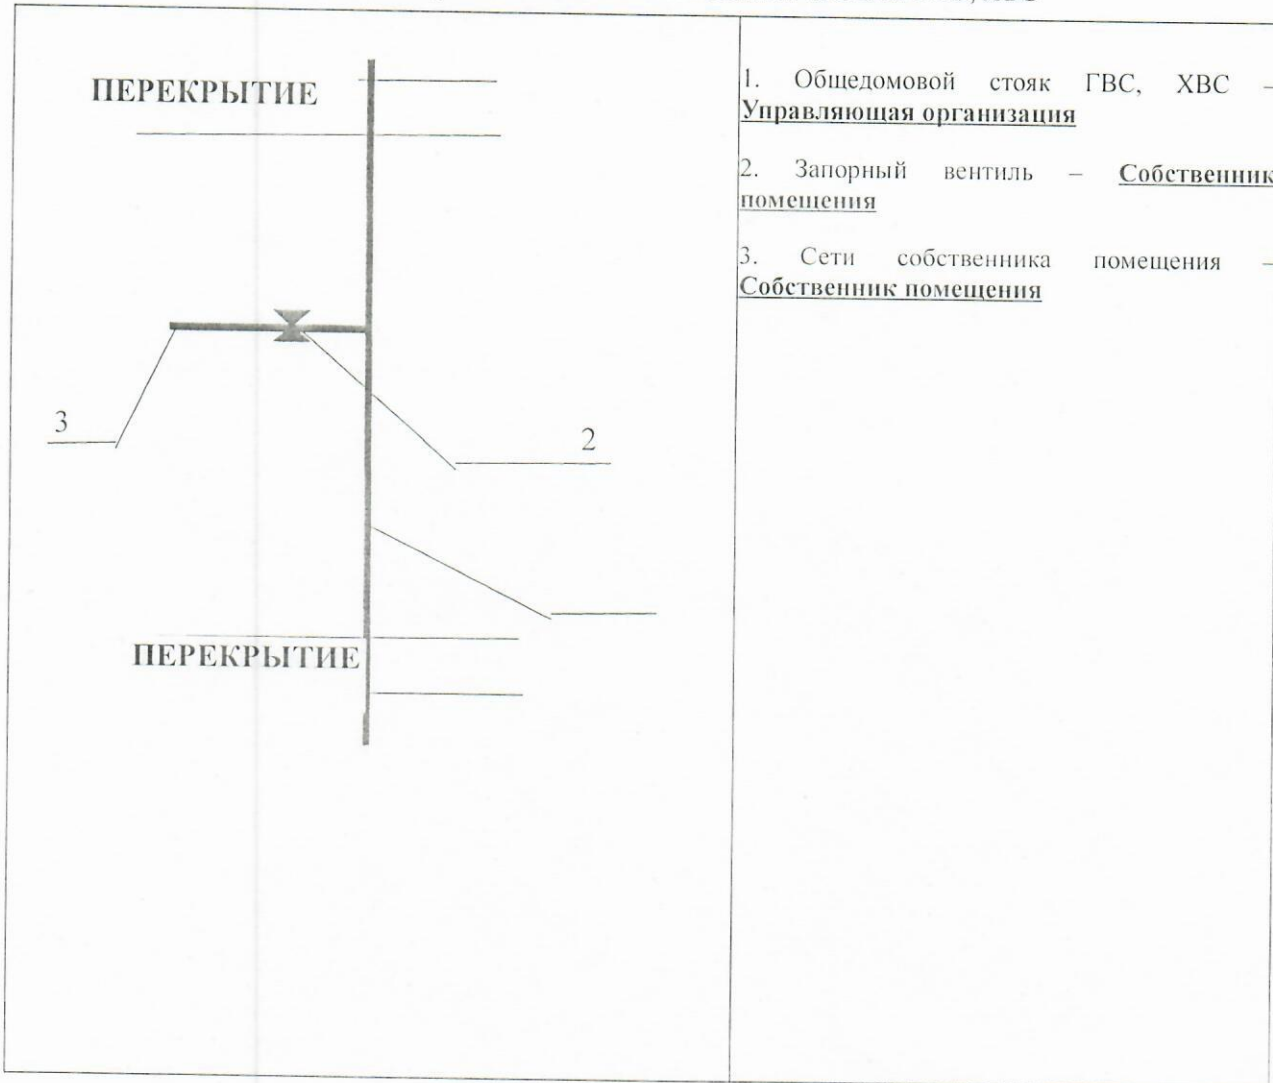 ПЕРЕКРЫТИЕ
1. Общедомовой стояк ГВС, ХВС –
Управляющая организация
2. Запорный вентиль – Собственник
помещения
3. Сети собственника помещения –
Собственник помещения
3
2
ПЕРЕКРЫТИЕ